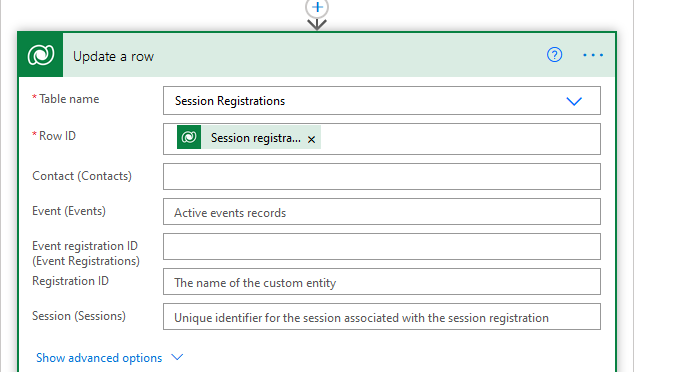 Update a row
* Table name
Session Registrations
* Row ID
Session registra... ×
Contact (Contacts)
Event (Events)
Active events records
Event registration ID
(Event Registrations)
Registration ID
The name of the custom entity
Session (Sessions)
Unique identifier for the session associated with the session registration
Show advanced options